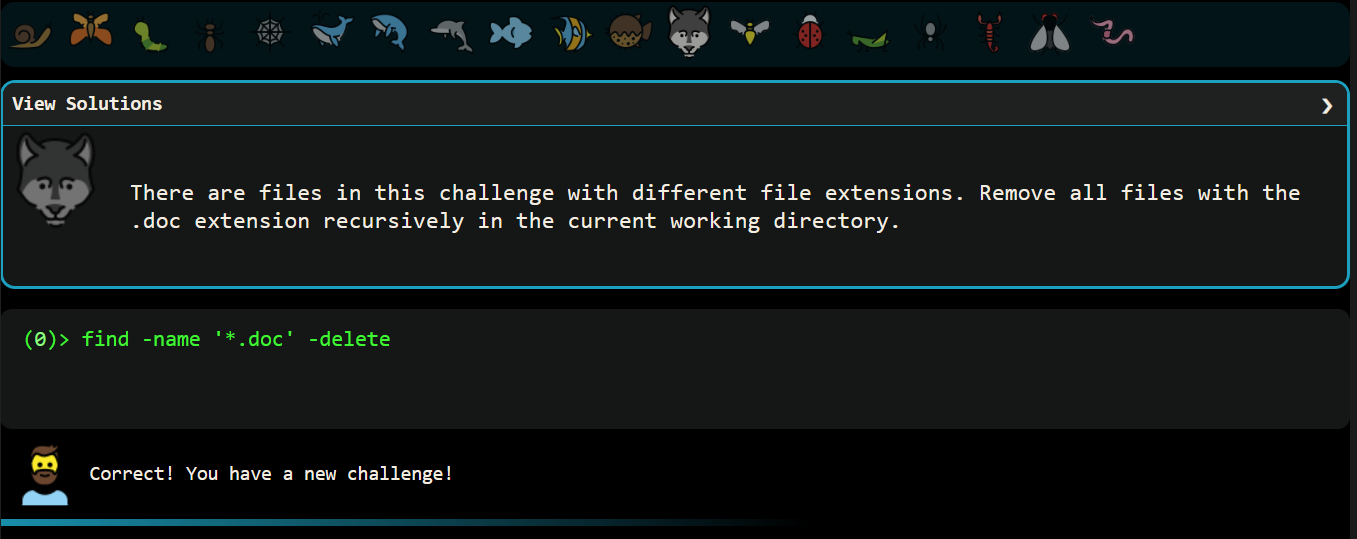 View Solutions
There are files in this challenge with different file extensions. Remove all files with the
.doc extension recursively in the current working directory.
(0)> find -name '*.doc' -delete
Correct! You have a new challenge!